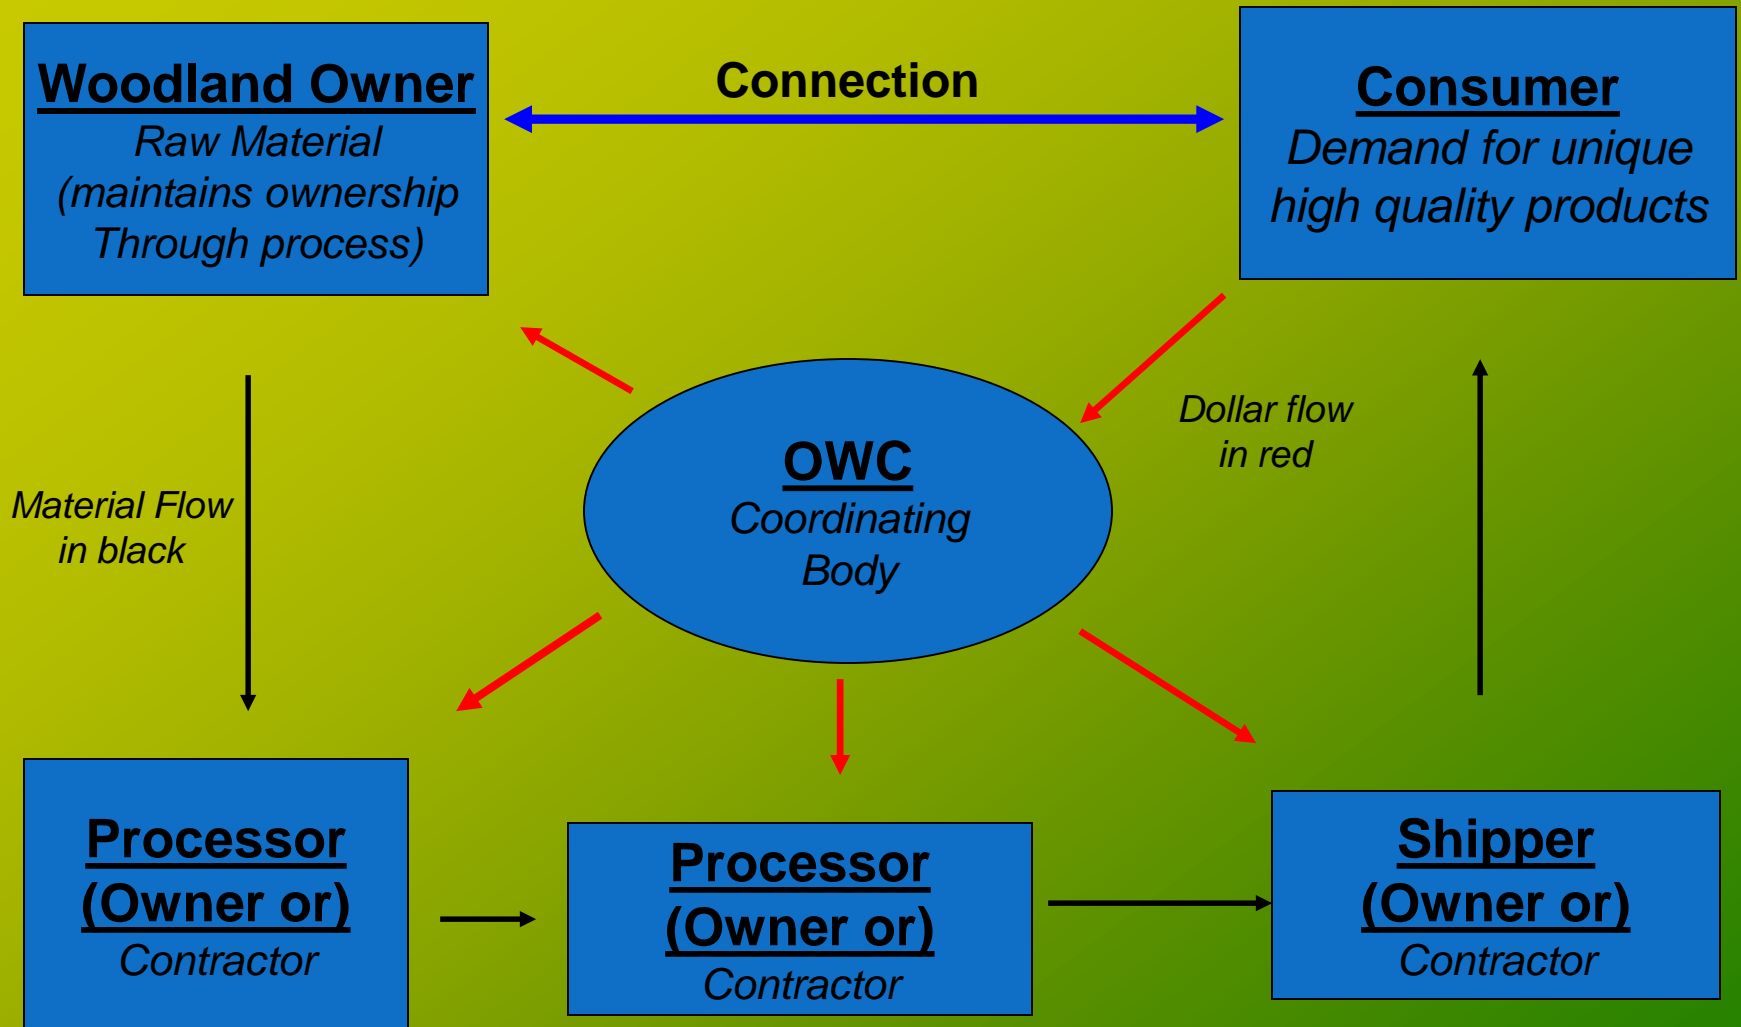 Woodland Owner
Raw Material
(maintains ownership
Through process)
Connection
Consumer
Demand for unique
high quality products
Material Flow
in black
OWC
Coordinating
Body
Dollar flow
in red
Processor
(Owner or)
Contractor
Processor
(Owner or)
Contractor
Shipper
(Owner or)
Contractor